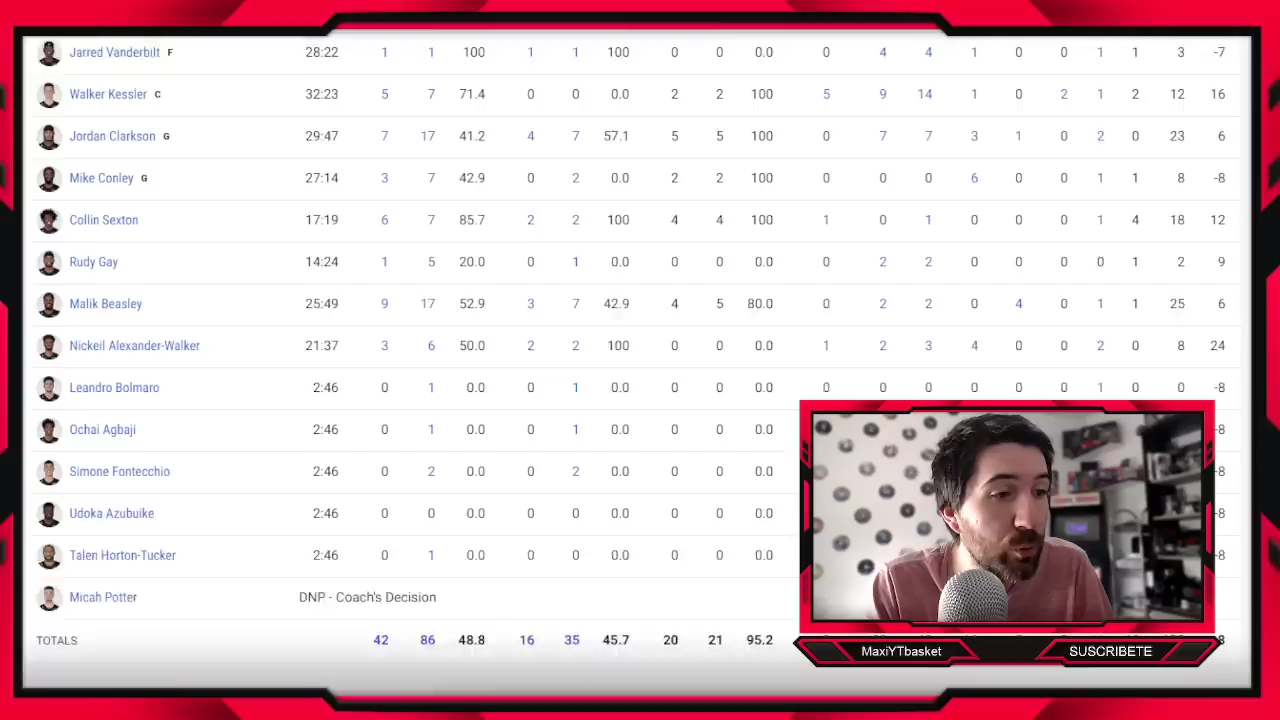 Jarred Vanderbilt F 28:22 1 1 100 1 1 100 0 0 0.0 0 4 4 1 0 0 1 1 3 -7
Walker Kessler C 32:23 5 7 71.4 0 0 0.0 2 2 100 5 9 14 1 0 2 1 2 12 16
Jordan Clarkson G 29:47 7 17 41.2 4 7 57.1 5 5 100 0 7 7 3 1 0 2 0 23 6
Mike Conley G 27:14 3 7 42.9 0 2 0.0 2 2 100 0 0 0 6 0 0 1 1 8 -8
Collin Sexton 17:19 6 7 85.7 2 2 100 4 4 100 1 0 1 0 0 0 1 4 18 12
Rudy Gay 14:24 1 5 20.0 0 1 0.0 0 0 0.0 0 2 2 0 0 0 0 1 2 9
Malik Beasley 25:49 9 17 52.9 3 7 42.9 4 5 80.0 0 2 2 0 4 0 1 1 25 6
Nickeil Alexander-Walker 21:37 3 6 50.0 2 2 100 0 0 0.0 1 2 3 4 0 0 2 0 8 24
Leandro Bolmaro 2:46 0 1 0.0 0 1 0.0 0 0 0.0 0 0 0 0 0 0 1 0 0 -8
Ochai Agbaji 2:46 0 1 0.0 0 1 0.0 0 0 0.0 -8
Simone Fontecchio 2:46 0 2 0.0 0 2 0.0 0 0 0.0 -8
Udoka Azubuike 2:46 0 0 0.0 0 0 0.0 0 0 0.0 -8
Talen Horton-Tucker 2:46 0 1 0.0 0 0 0.0 0 0 0.0 -8
Micah Potter DNP - Coach's Decision
TOTALS 42 86 48.8 16 35 45.7 20 21 95.2
MaxiYTbasket SUSCRIBETE